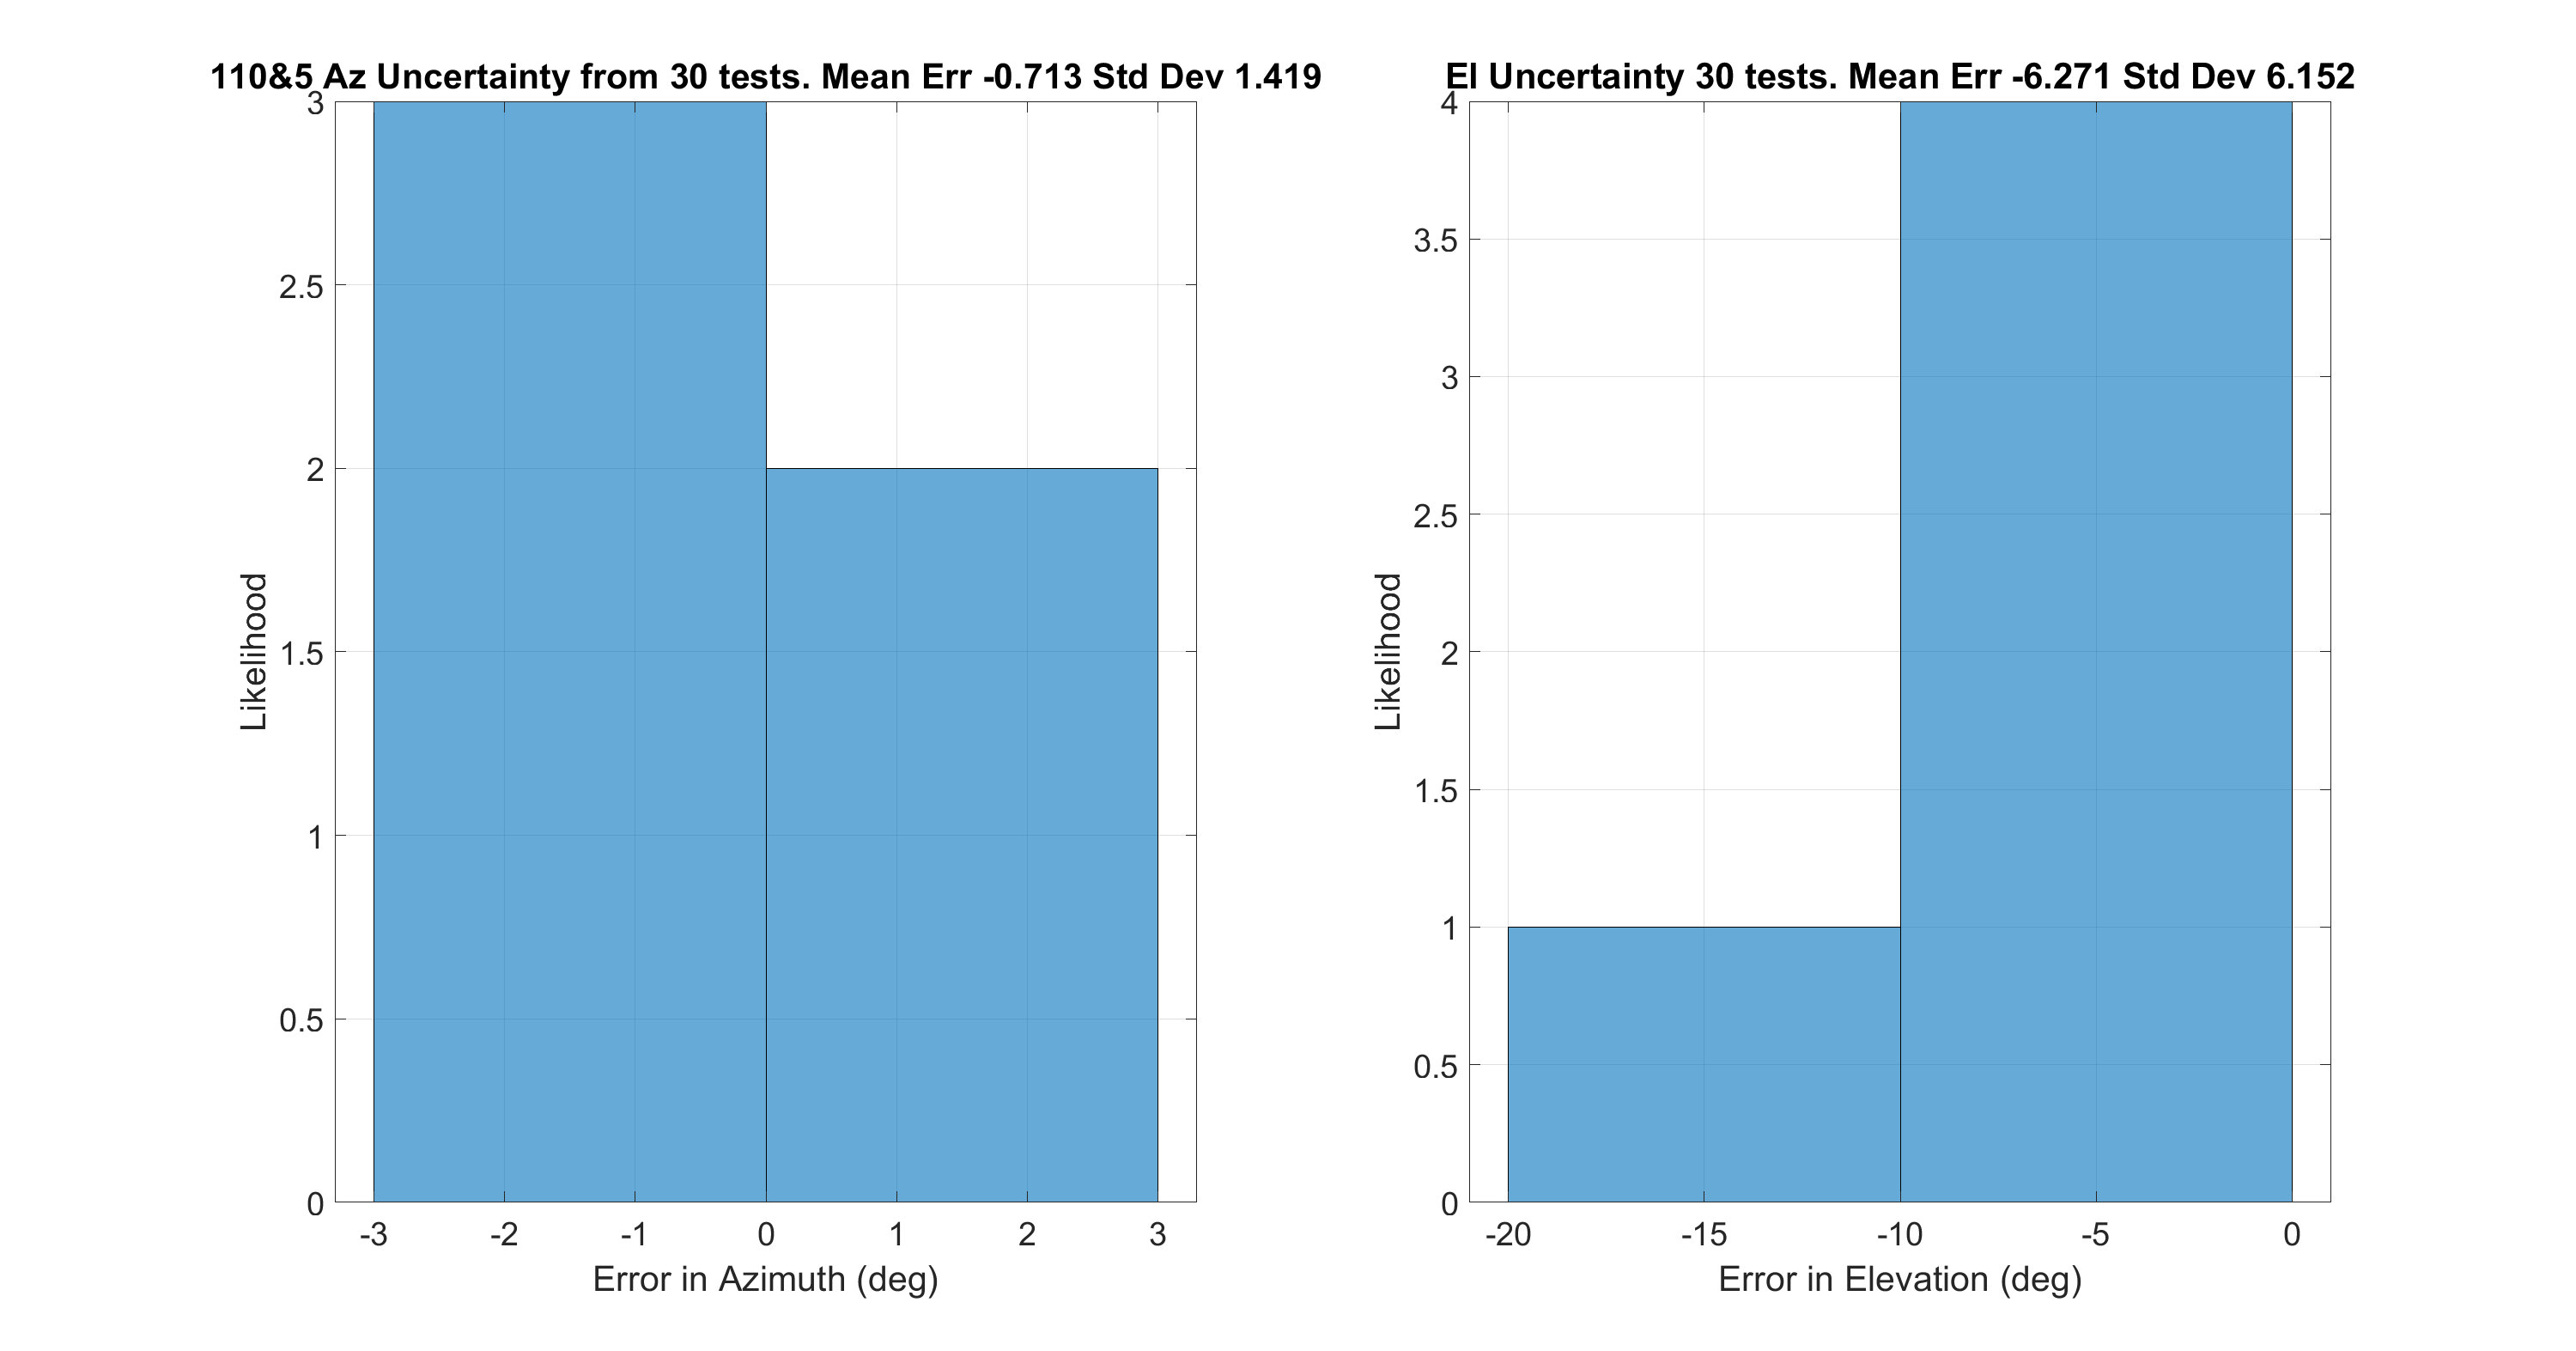 110&5 Az Uncertainty from 30 tests. Mean Err -0.713 Std Dev 1.419
3
2.5
2
1.5
1
0.5
0
Likelihood
-3 -2 -1 0 1 2 3
Error in Azimuth (deg)
El Uncertainty 30 tests. Mean Err -6.271 Std Dev 6.152
4
3.5
3
2.5
2
1.5
1
0.5
0
Likelihood
-20 -15 -10 -5 0
Error in Elevation (deg)